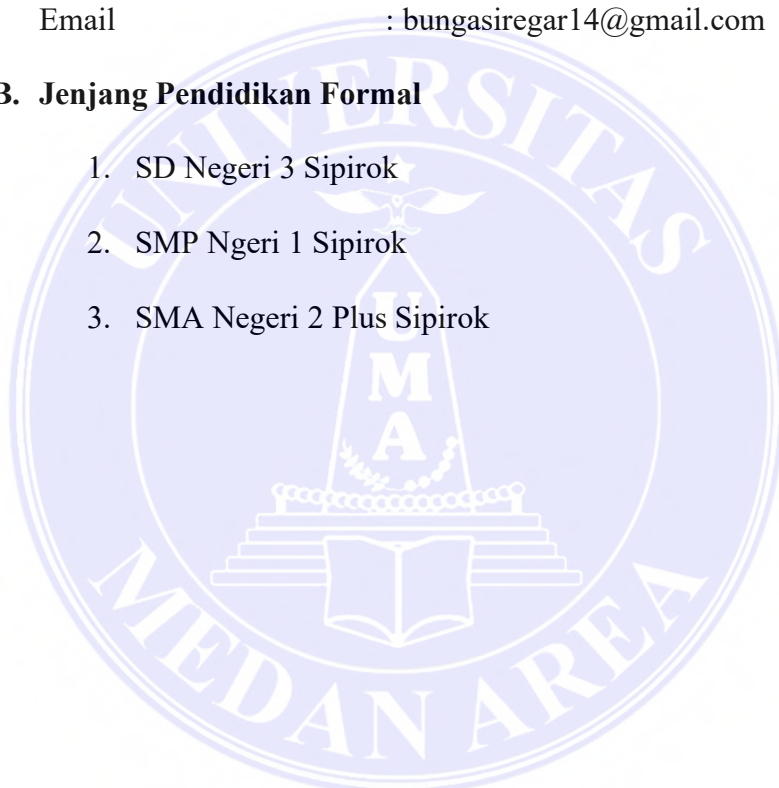 Email : bungasiregar14@gmail.com
B. Jenjang Pendidikan Formal
1. SD Negeri 3 Sipirok
2. SMP Ngeri 1 Sipirok
3. SMA Negeri 2 Plus Sipirok
UNIVERSITAS
U
M
A
MEDAN AREA